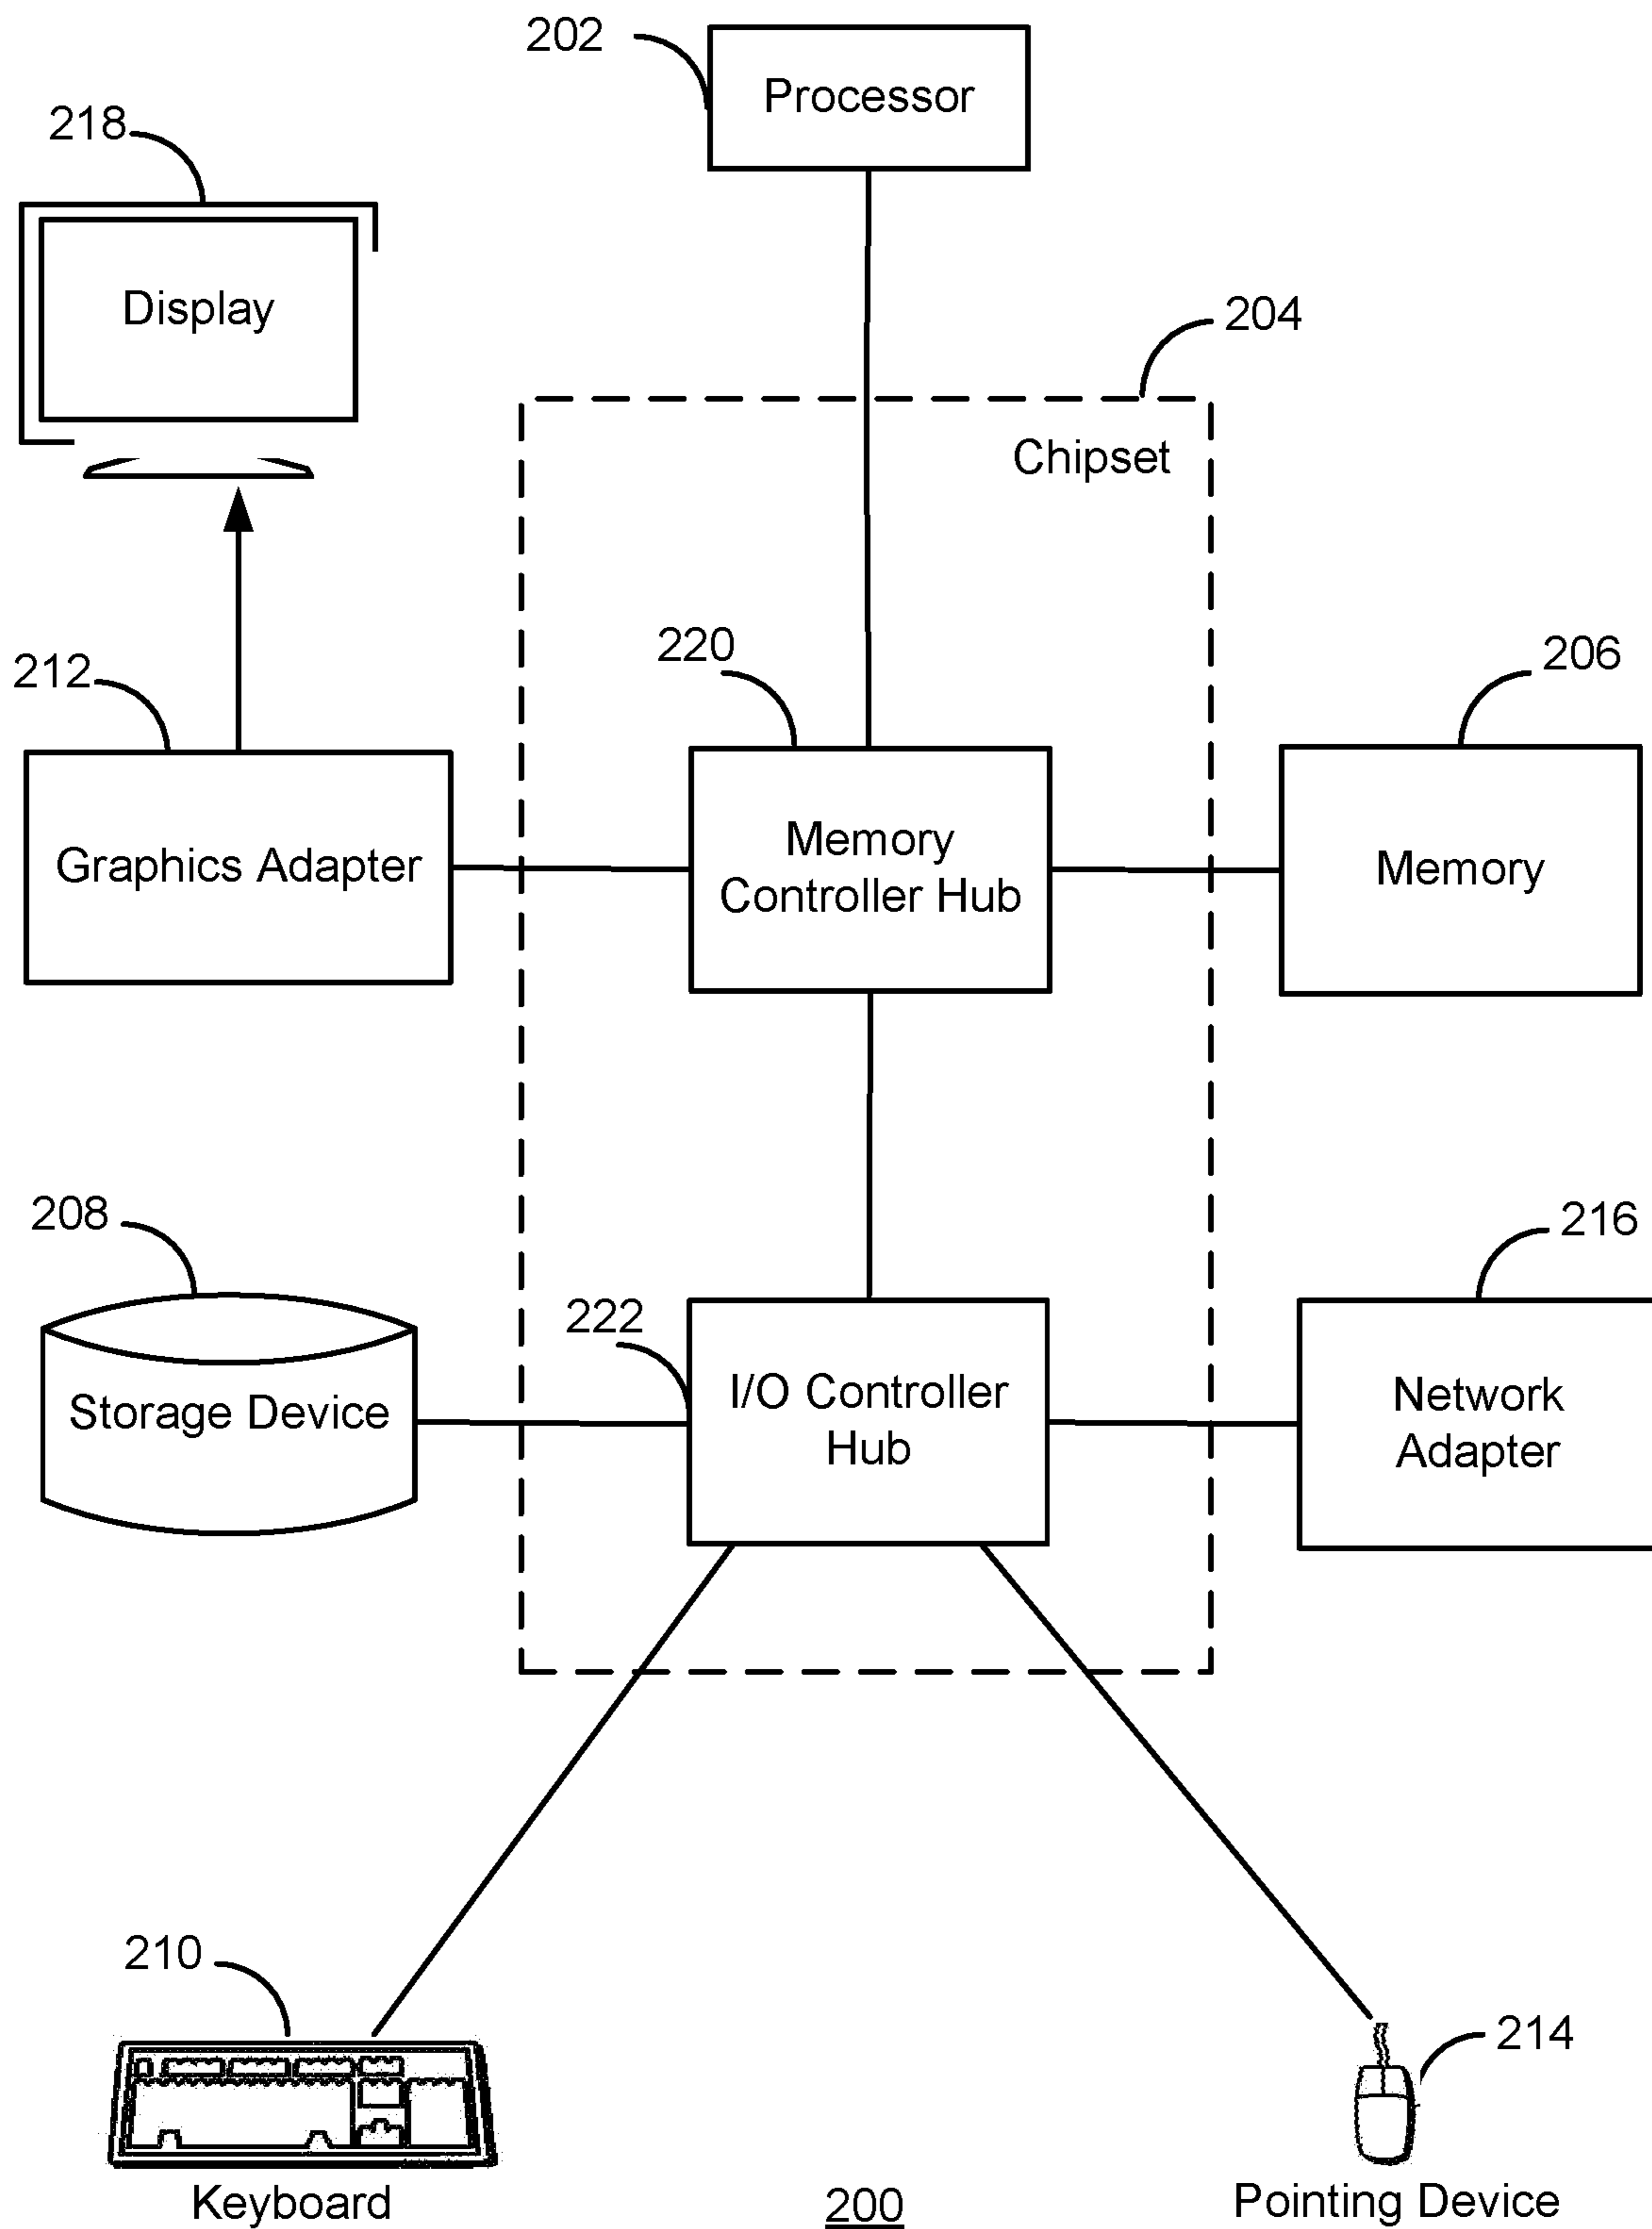 202
Processor
218
Display
204
Chipset
220
206
212
Memory
Controller Hub
Graphics Adapter
Memory
208
216
222
I/O Controller
Hub
Storage Device
Network
Adapter
210
214
Keyboard
200
Pointing Device